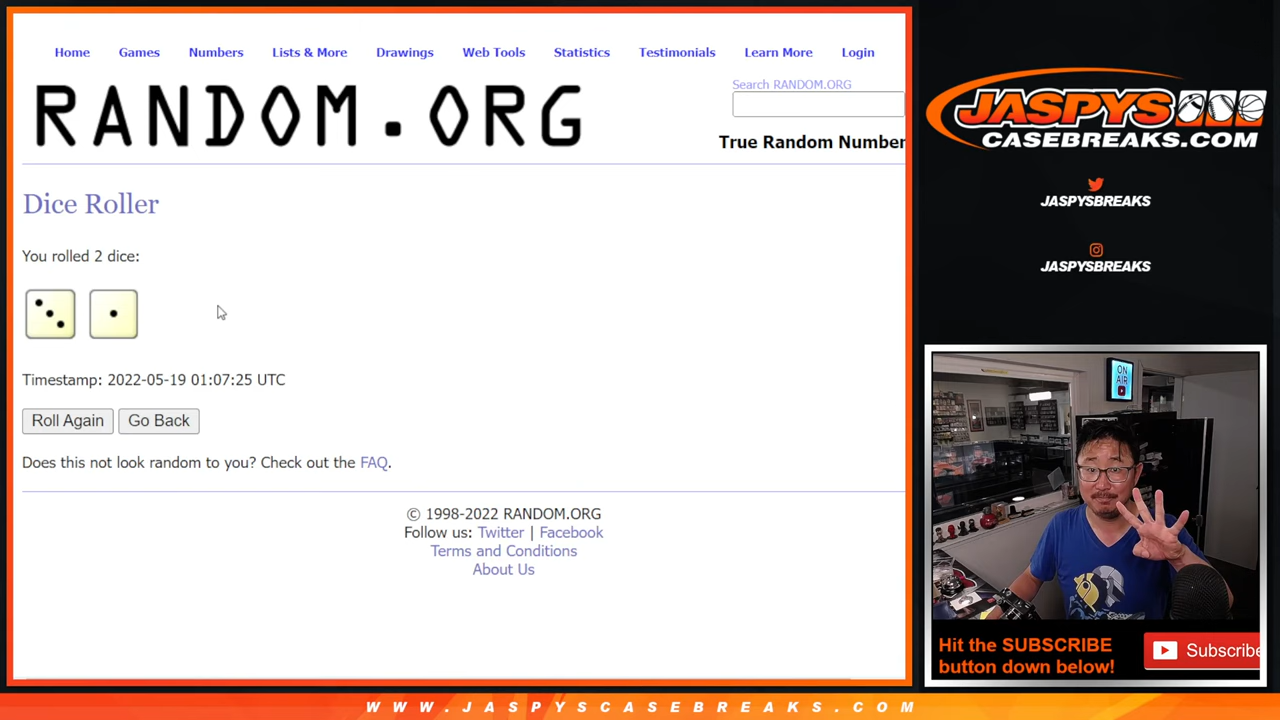 Home Games Numbers Lists & More Drawings Web Tools Statistics Testimonials Learn More Login
RANDOM.ORG
Search RANDOM.ORG
True Random Number
Dice Roller
You rolled 2 dice:
Timestamp: 2022-05-19 01:07:25 UTC
Roll Again Go Back
Does this not look random to you? Check out the FAQ.
© 1998-2022 RANDOM.ORG
Follow us: Twitter | Facebook
Terms and Conditions
About Us
JASPYS
CASEBREAKS.COM
JASPYSBREAKS
JASPYSBREAKS
ON
AIR
Hit the SUBSCRIBE
button down below!
Subscribe
WWW.JASPYSCASEBREAKS.COM